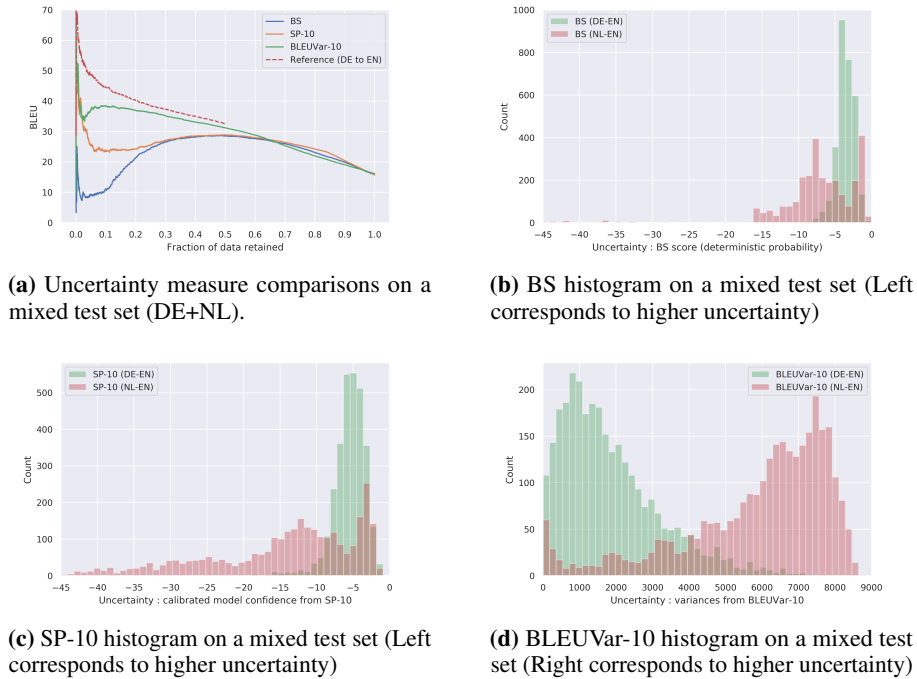 70
60
50
40
30
20
10
0
BLEU
BS
SP-10
BLEUVar-10
Reference (DE to EN)
0.0 0.1 0.2 0.3 0.4 0.5 0.6 0.7 0.8 0.9 1.0
Fraction of data retained
(a) Uncertainty measure comparisons on a
mixed test set (DE+NL).
1000
800
600
400
200
0
Count
BS (DE-EN)
BS (NL-EN)
−45 −40 −35 −30 −25 −20 −15 −10 −5 0
Uncertainty : BS score (deterministic probability)
(b) BS histogram on a mixed test set (Left
corresponds to higher uncertainty)
500
400
300
200
100
0
Count
SP-10 (DE-EN)
SP-10 (NL-EN)
−45 −40 −35 −30 −25 −20 −15 −10 −5 0
Uncertainty : calibrated model confidence from SP-10
(c) SP-10 histogram on a mixed test set (Left
corresponds to higher uncertainty)
200
150
100
50
0
Count
BLEUVar-10 (DE-EN)
BLEUVar-10 (NL-EN)
0 1000 2000 3000 4000 5000 6000 7000 8000 9000
Uncertainty : variances from BLEUVar-10
(d) BLEUVar-10 histogram on a mixed test
set (Right corresponds to higher uncertainty)